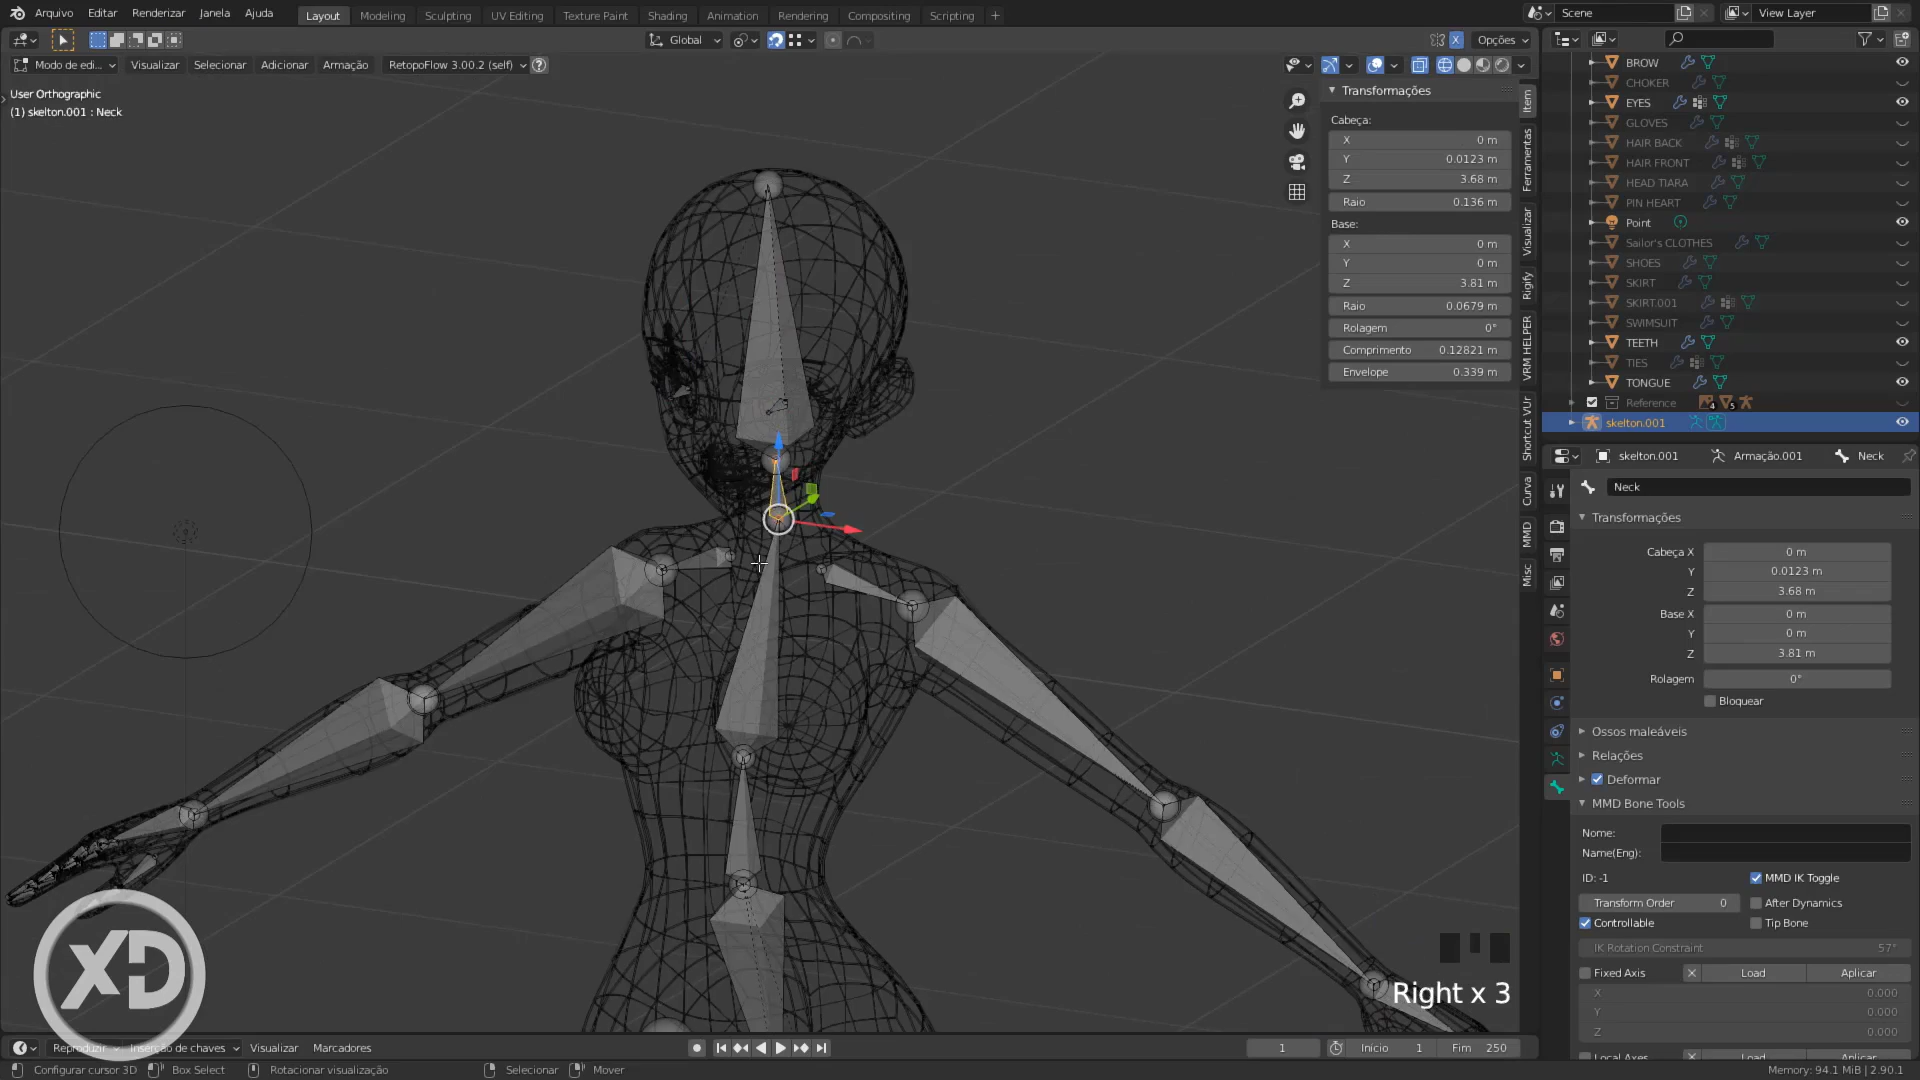 Arquivo Editar Renderizar Janela Ajuda Layout Modeling Sculpting UV Editing Texture Paint Shading Animation Rendering Compositing Scripting + Scene View Layer
Global Opções
Modo de edi... Visualizar Selecionar Adicionar Armação RetopoFlow 3.00.2 (self)
User Orthographic
(1) skelton.001 : Neck
Transformações
Cabeça:
X 0 m
Y 0.0123 m
Z 3.68 m
Raio 0.136 m
Base:
X 0 m
Y 0 m
Z 3.81 m
Raio 0.0679 m
Rolagem 0°
Comprimento 0.12821 m
Envelope 0.339 m
Item
Ferramentas
Visualizar
Rigify
VRM HELPER
Shortcut VUr
Curva
MMD
Misc
BROW
CHOKER
EYES
GLOVES
HAIR BACK
HAIR FRONT
HEAD TIARA
PIN HEART
Point
Sailor's CLOTHES
SHOES
SKIRT
SKIRT.001
SWIMSUIT
TEETH
TIES
TONGUE
Reference 4 5
skelton.001
skelton.001 Armação.001 Neck
Neck
Transformações
Cabeça X 0 m
Y 0.0123 m
Z 3.68 m
Base X 0 m
Y 0 m
Z 3.81 m
Rolagem 0°
Bloquear
Ossos maleáveis
Relações
Deformar
MMD Bone Tools
Nome:
Name(Eng):
ID: -1 MMD IK Toggle
Transform Order 0 After Dynamics
Controllable Tip Bone
IK Rotation Constraint 57°
Fixed Axis Load Aplicar
X 0.000
Y 0.000
Z 0.000
Local Axes Load Aplicar
XD
Right x 3
Reproduzir Inserção de chaves Visualizar Marcadores 1 Início 1 Fim 250
Configurar cursor 3D Box Select Rotacionar visualização Selecionar Mover Memory: 94.1 MiB | 2.90.1